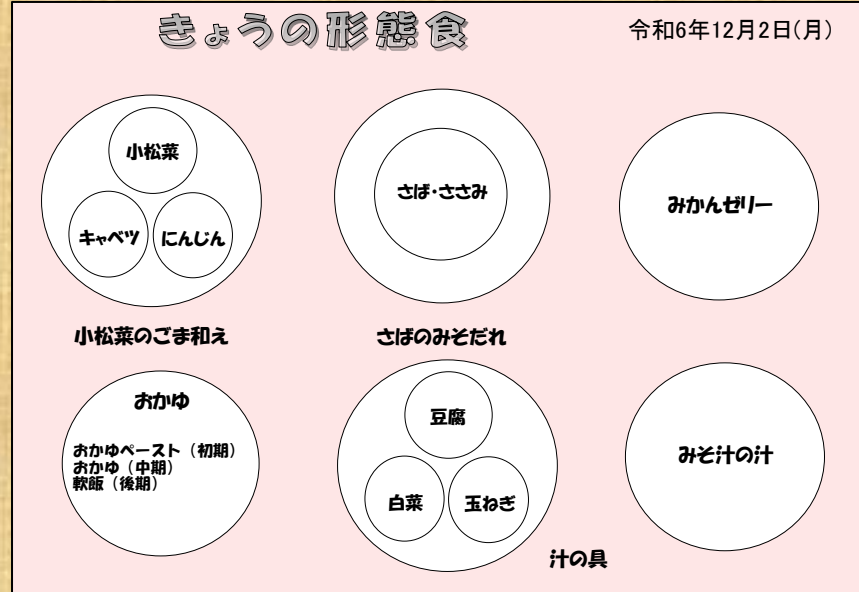 きょうの形態食
令和6年12月2日(月)
小松菜
キャベツ
にんじん
小松菜のごま和え
さば・ささみ
さばのみそだれ
みかんゼリー
おかゆ
おかゆペースト（初期）
おかゆ（中期）
軟飯（後期）
豆腐
白菜
玉ねぎ
汁の具
みそ汁の汁